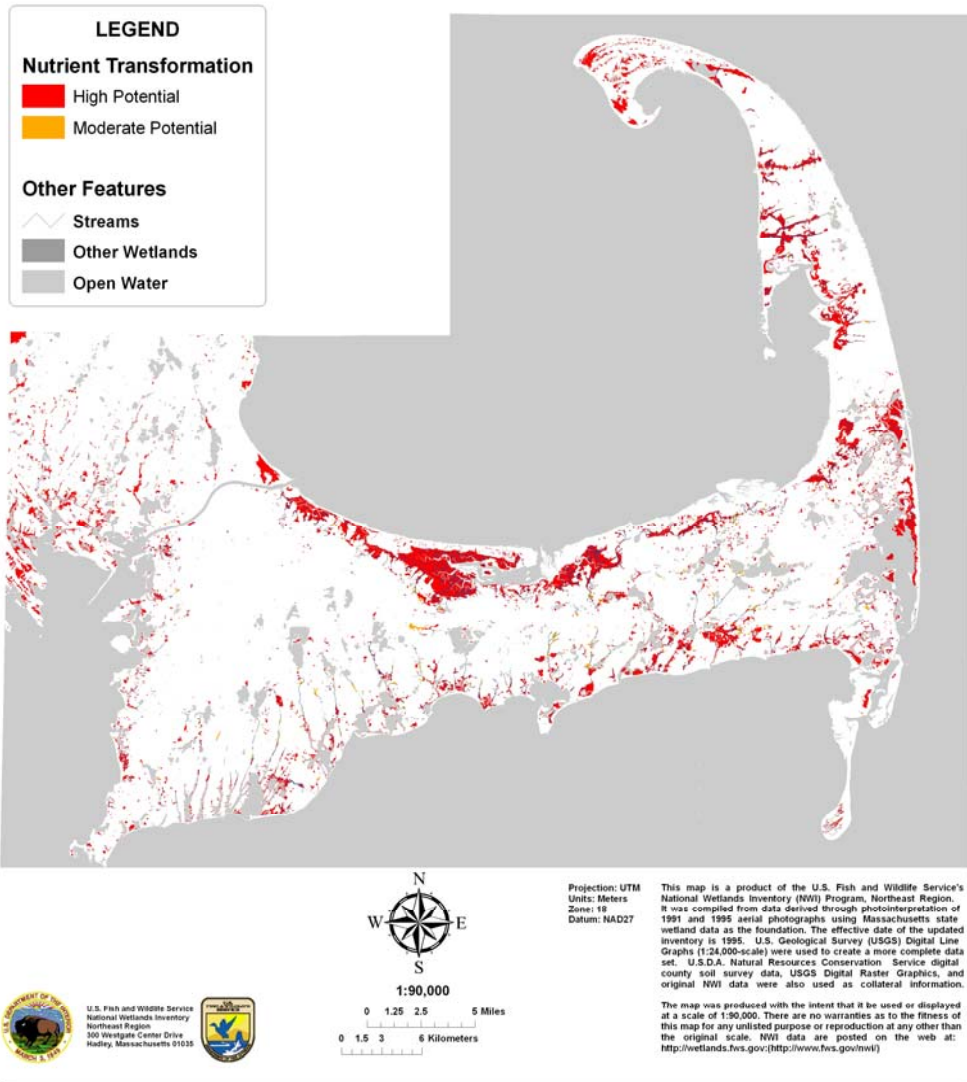 LEGEND
Nutrient Transformation
High Potential
Moderate Potential
Other Features
Streams
Other Wetlands
Open Water
N
W E
S
1:90,000
0 1.25 2.5 5 Miles
0 1.5 3 6 Kilometers
Projection: UTM
Units: Meters
Zone: 18
Datum: NAD27
This map is a product of the U.S. Fish and Wildlife Service's
National Wetlands Inventory (NWI) Program, Northeast Region.
It was compiled from data derived through photointerpretation of
1991 and 1995 aerial photographs using Massachusetts state
wetland data as the foundation. The effective date of the updated
inventory is 1995. U.S. Geological Survey (USGS) Digital Line
Graphs (1:24,000-scale) were used to create a more complete data
set. U.S.D.A. Natural Resources Conservation Service digital
county soil survey data, USGS Digital Raster Graphics, and
original NWI data were also used as collateral information.
The map was produced with the intent that it be used or displayed
at a scale of 1:90,000. There are no warranties as to the fitness of
this map for any unlisted purpose or reproduction at any other than
the original scale. NWI data are posted on the web at:
http://wetlands.fws.gov:(http://www.fws.gov/nwi/)
U.S. DEPARTMENT OF THE INTERIOR
MARCH 3, 1849
U.S. Fish and Wildlife Service
National Wetlands Inventory
Northeast Region
300 Westgate Center Drive
Hadley, Massachusetts 01035
U.S.
FISH & WILDLIFE
SERVICE